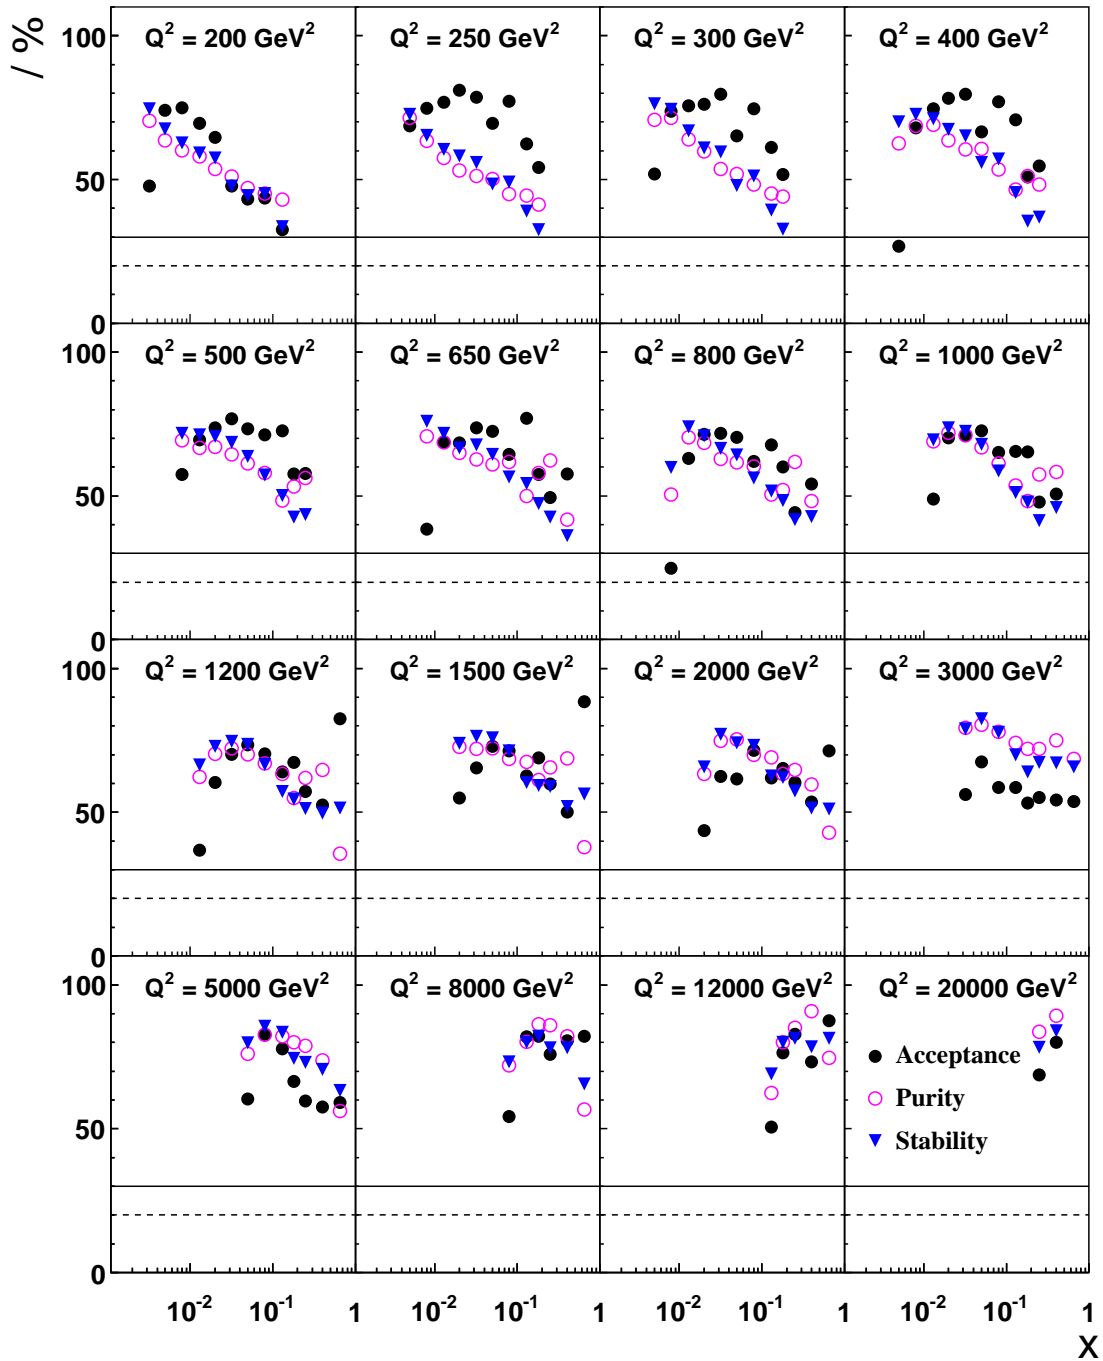 / %
100
Q² = 200 GeV²
Q² = 250 GeV²
Q² = 300 GeV²
Q² = 400 GeV²
50
0
100
Q² = 500 GeV²
Q² = 650 GeV²
Q² = 800 GeV²
Q² = 1000 GeV²
50
0
100
Q² = 1200 GeV²
Q² = 1500 GeV²
Q² = 2000 GeV²
Q² = 3000 GeV²
50
0
100
Q² = 5000 GeV²
Q² = 8000 GeV²
Q² = 12000 GeV²
Q² = 20000 GeV²
Acceptance
Purity
Stability
50
0
10⁻² 10⁻¹ 1 10⁻² 10⁻¹ 1 10⁻² 10⁻¹ 1 10⁻² 10⁻¹ 1
x